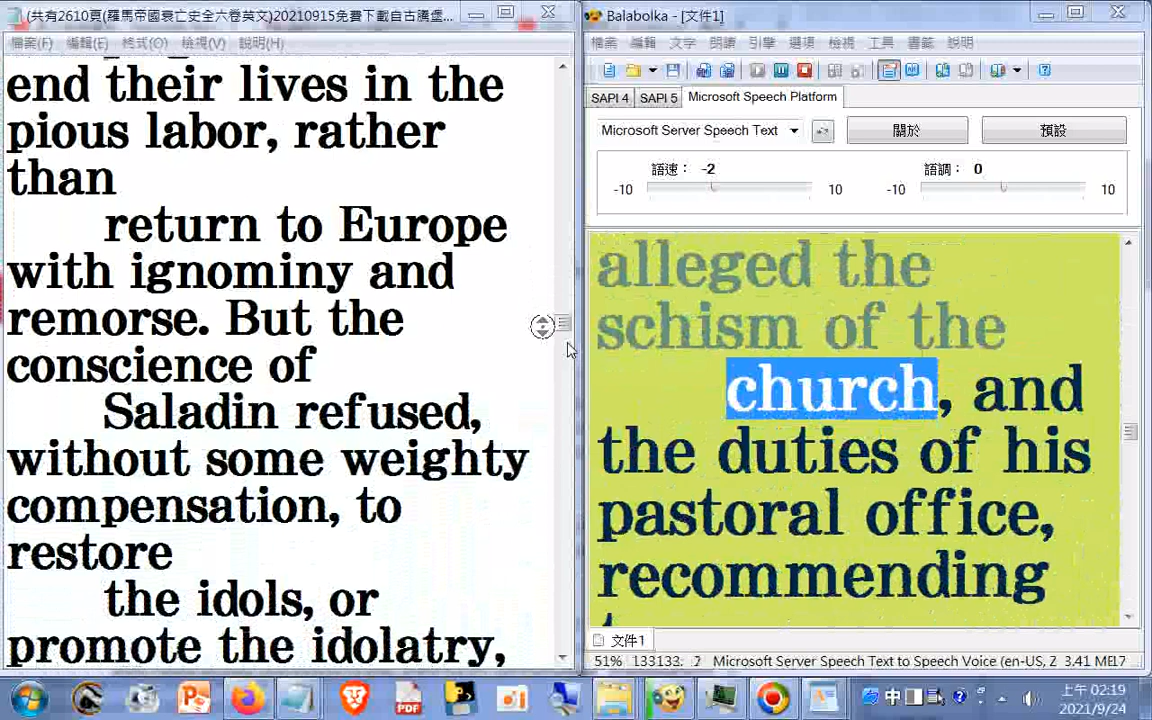 (共有2610頁(羅馬帝國衰亡史全六卷英文)20210915免費下載自古騰堡...
檔案(F) 編輯(E) 格式(O) 檢視(V) 說明(H)
end their lives in the
pious labor, rather
than
return to Europe
with ignominy and
remorse. But the
conscience of
Saladin refused,
without some weighty
compensation, to
restore
the idols, or
promote the idolatry,
Balabolka - [文件1]
檔案 編輯 文字 朗讀 引擎 選項 檢視 工具 書籤 說明
SAPI 4 SAPI 5 Microsoft Speech Platform
Microsoft Server Speech Text 關於 預設
語速： -2 語調： 0
-10 10 -10 10
alleged the
schism of the
church, and
the duties of his
pastoral office,
recommending
文件1
51% 133133: 2 Microsoft Server Speech Text to Speech Voice (en-US, Z 3.41 ME17
中 上午 02:19
2021/9/24